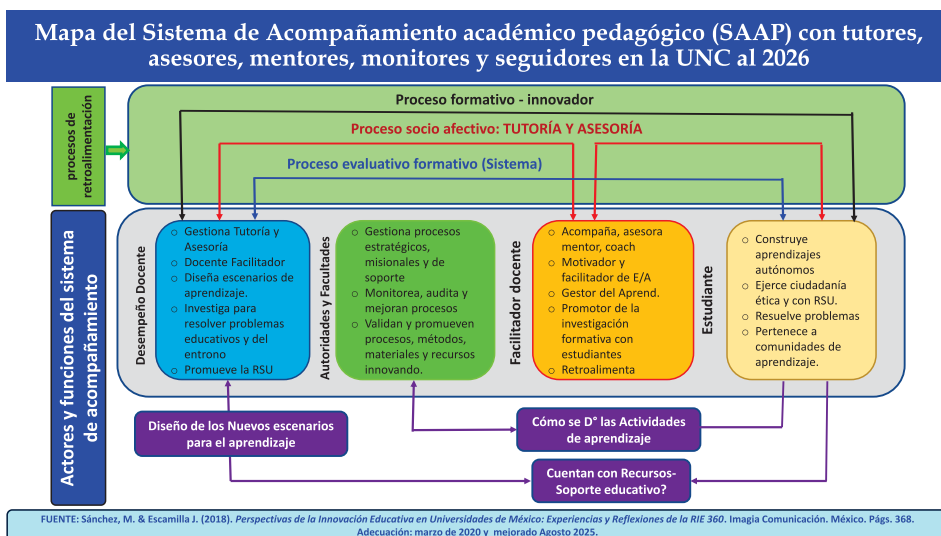 Mapa del Sistema de Acompañamiento académico pedagógico (SAAP) con tutores,
asesores, mentores, monitores y seguidores en la UNC al 2026
procesos de
retroalimentación
Proceso formativo - innovador
Proceso socio afectivo: TUTORÍA Y ASESORÍA
Proceso evaluativo formativo (Sistema)
Actores y funciones del sistema
de acompañamiento
Desempeño Docente
o Gestiona Tutoría y
Asesoría
o Docente Facilitador
o Diseña escenarios de
aprendizaje.
o Investiga para
resolver problemas
educativos y del
entrono
o Promueve la RSU
Autoridades y Facultades
o Gestiona procesos
estratégicos,
misionales y de
soporte
o Monitorea, audita y
mejoran procesos
o Validan y promueven
procesos, métodos,
materiales y recursos
innovando.
Facilitador docente
o Acompaña, asesora
mentor, coach
o Motivador y
facilitador de E/A
o Gestor del Aprend.
o Promotor de la
investigación
formativa con
estudiantes
o Retroalimenta
Estudiante
o Construye
aprendizajes
autónomos
o Ejerce ciudadanía
ética y con RSU.
o Resuelve problemas
o Pertenece a
comunidades de
aprendizaje.
Diseño de los Nuevos escenarios
para el aprendizaje
Cómo se D° las Actividades
de aprendizaje
Cuentan con Recursos-
Soporte educativo?
FUENTE: Sánchez, M. & Escamilla J. (2018). Perspectivas de la Innovación Educativa en Universidades de México: Experiencias y Reflexiones de la RIE 360. Imagia Comunicación. México. Págs. 368.
Adecuación: marzo de 2020 y mejorado Agosto 2025.